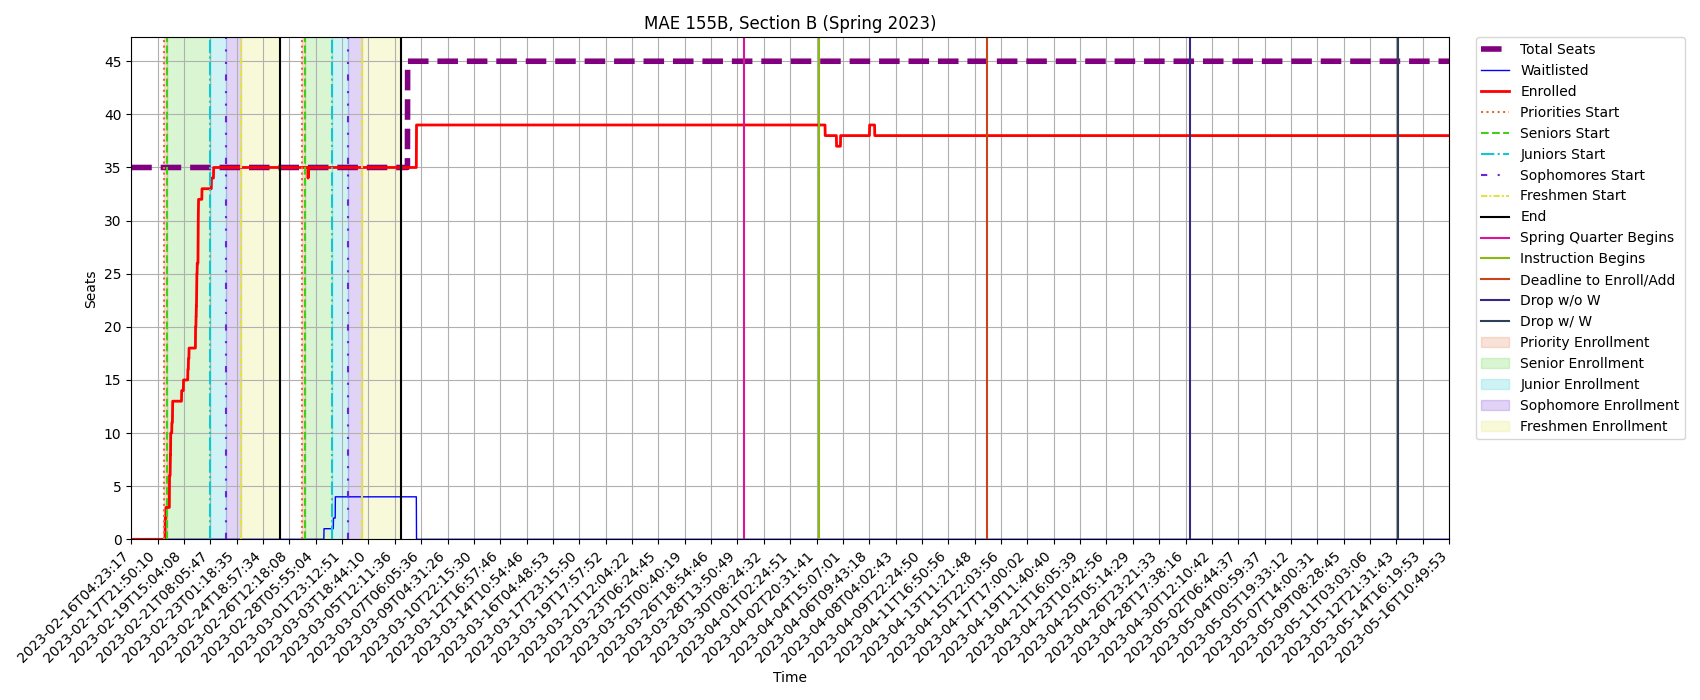 MAE 155B, Section B (Spring 2023)
Seats
45
40
35
30
25
20
15
10
5
0
2023-02-16T04:23:17
2023-02-17T21:50:10
2023-02-19T15:04:08
2023-02-21T08:05:47
2023-02-23T01:18:35
2023-02-24T18:57:34
2023-02-26T12:18:08
2023-02-28T05:55:04
2023-03-01T23:12:51
2023-03-03T18:44:10
2023-03-05T12:11:36
2023-03-07T06:05:36
2023-03-09T04:31:26
2023-03-10T22:15:30
2023-03-12T16:57:46
2023-03-14T10:54:46
2023-03-16T04:48:53
2023-03-17T23:15:50
2023-03-19T17:57:52
2023-03-21T12:04:22
2023-03-23T06:24:45
2023-03-25T00:40:19
2023-03-26T18:54:46
2023-03-28T13:50:49
2023-03-30T08:24:32
2023-04-01T02:24:51
2023-04-02T20:31:41
2023-04-04T15:07:01
2023-04-06T09:43:18
2023-04-08T04:02:43
2023-04-09T22:24:50
2023-04-11T16:50:56
2023-04-13T11:21:48
2023-04-15T22:03:56
2023-04-17T17:00:02
2023-04-19T11:40:40
2023-04-21T16:05:39
2023-04-23T10:42:56
2023-04-25T05:14:29
2023-04-26T23:21:33
2023-04-28T17:38:16
2023-04-30T12:10:42
2023-05-02T06:44:37
2023-05-04T00:59:37
2023-05-05T19:33:12
2023-05-07T14:00:31
2023-05-09T08:28:45
2023-05-11T03:03:06
2023-05-12T21:31:43
2023-05-14T16:19:53
2023-05-16T10:49:53
Time
Total Seats
Waitlisted
Enrolled
Priorities Start
Seniors Start
Juniors Start
Sophomores Start
Freshmen Start
End
Spring Quarter Begins
Instruction Begins
Deadline to Enroll/Add
Drop w/o W
Drop w/ W
Priority Enrollment
Senior Enrollment
Junior Enrollment
Sophomore Enrollment
Freshmen Enrollment